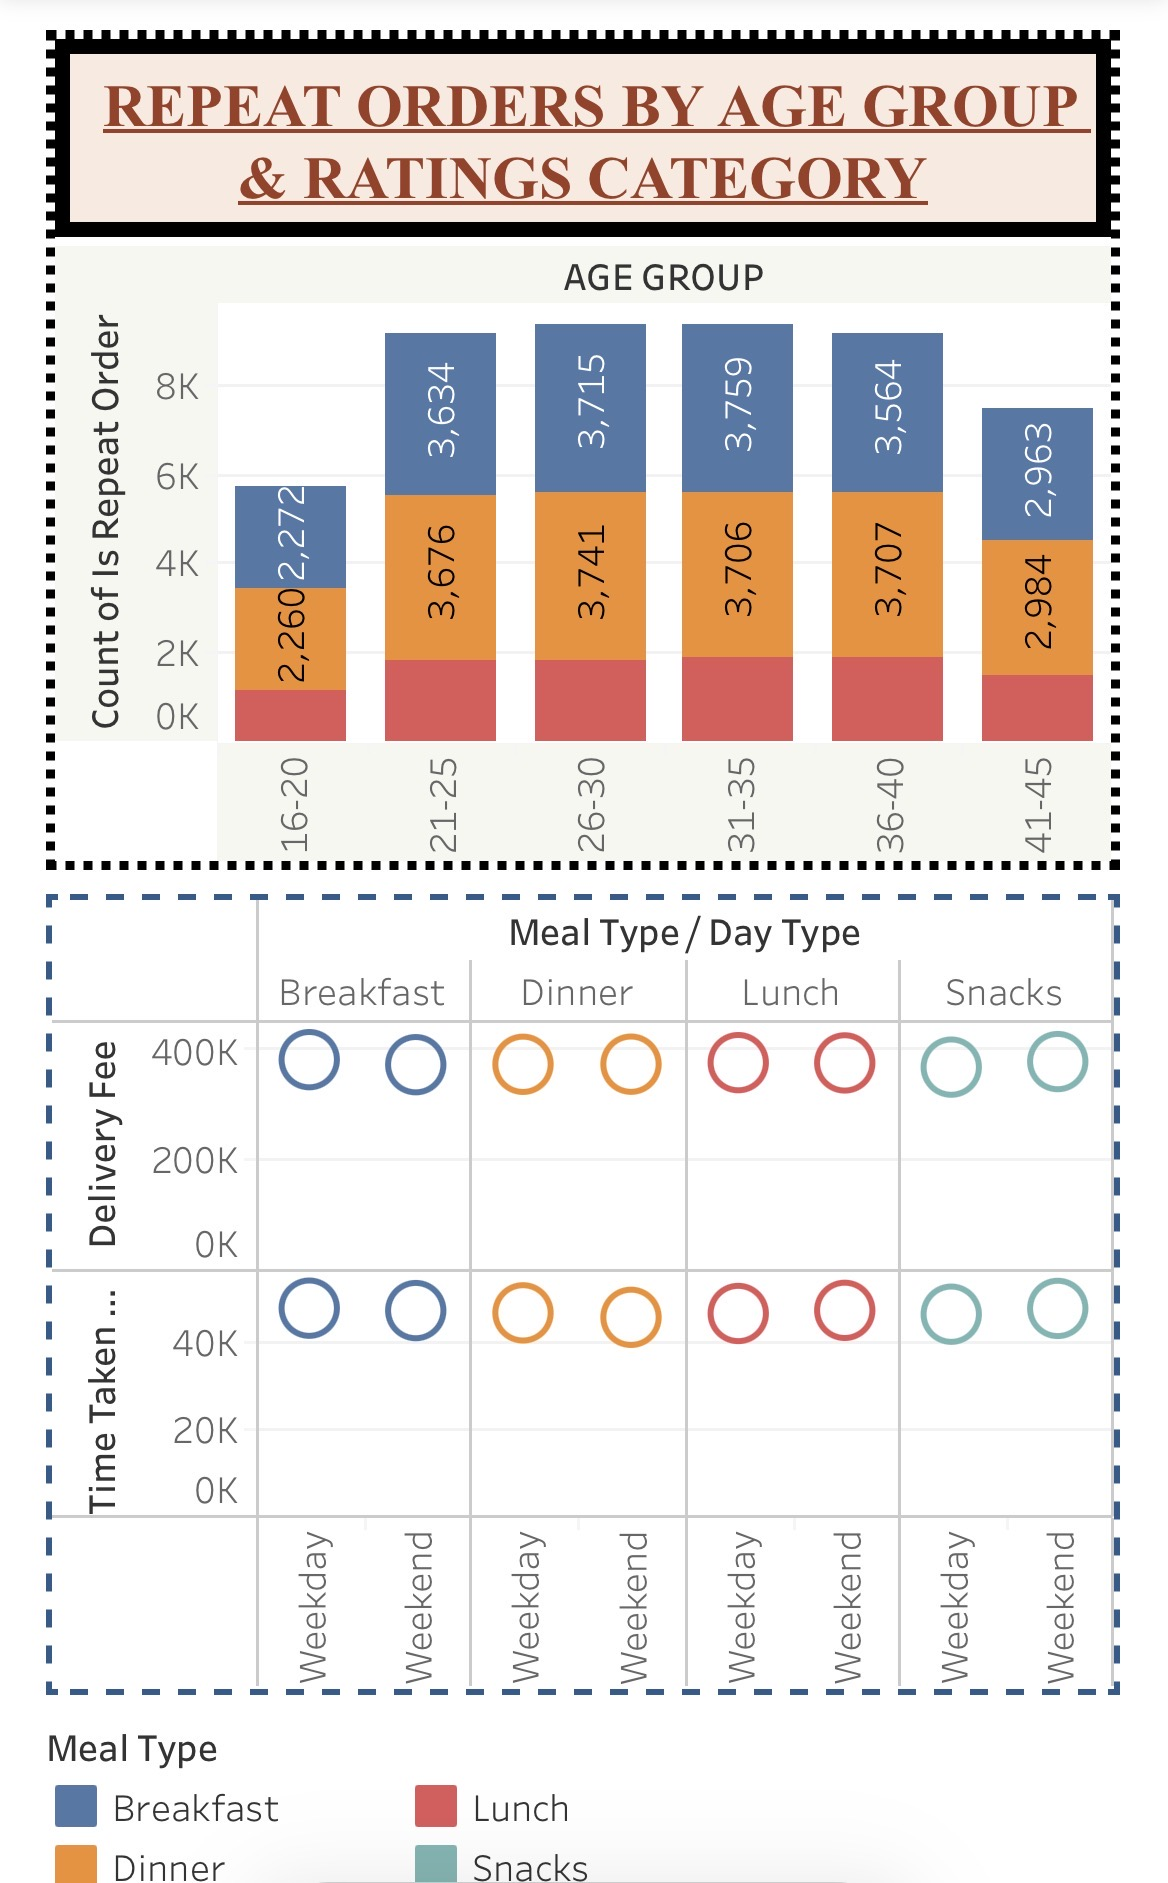 REPEAT ORDERS BY AGE GROUP
& RATINGS CATEGORY
AGE GROUP
Count of Is Repeat Order
8K
6K
4K
2K
0K
2,272
2,260
3,634
3,676
3,715
3,741
3,759
3,706
3,564
3,707
2,963
2,984
16-20
21-25
26-30
31-35
36-40
41-45
Meal Type / Day Type
Breakfast
Dinner
Lunch
Snacks
Delivery Fee
400K
200K
0K
Time Taken ...
40K
20K
0K
Weekday
Weekend
Weekday
Weekend
Weekday
Weekend
Weekday
Weekend
Meal Type
Breakfast
Lunch
Dinner
Snacks